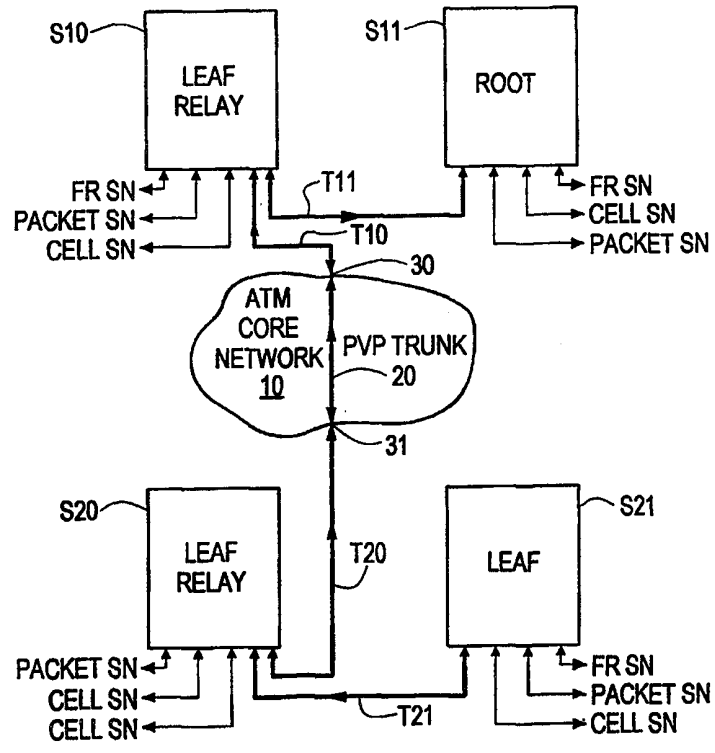 S10
LEAF
RELAY
S11
ROOT
FR SN
PACKET SN
CELL SN
T11
T10
FR SN
CELL SN
PACKET SN
30
ATM
CORE
NETWORK
10
PVP TRUNK
20
31
S20
LEAF
RELAY
T20
S21
LEAF
PACKET SN
CELL SN
CELL SN
T21
FR SN
PACKET SN
CELL SN